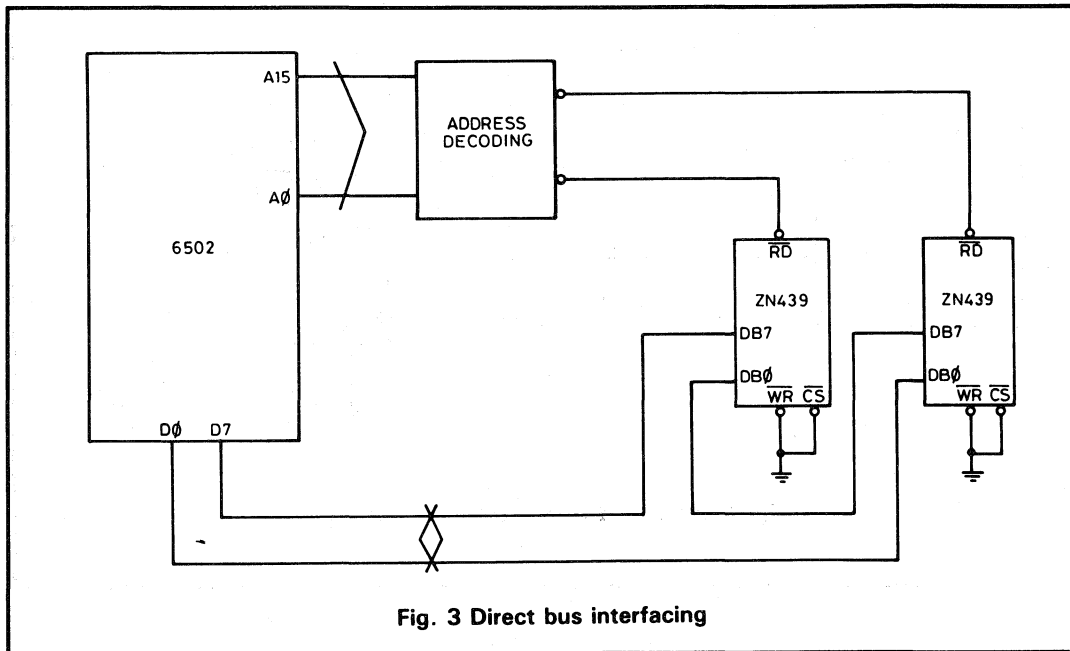 A15
ADDRESS
DECODING
AØ
6502
RD
RD
ZN439
ZN439
DB7
DB7
DBØ
DBØ
WR CS
WR CS
DØ D7
Fig. 3 Direct bus interfacing